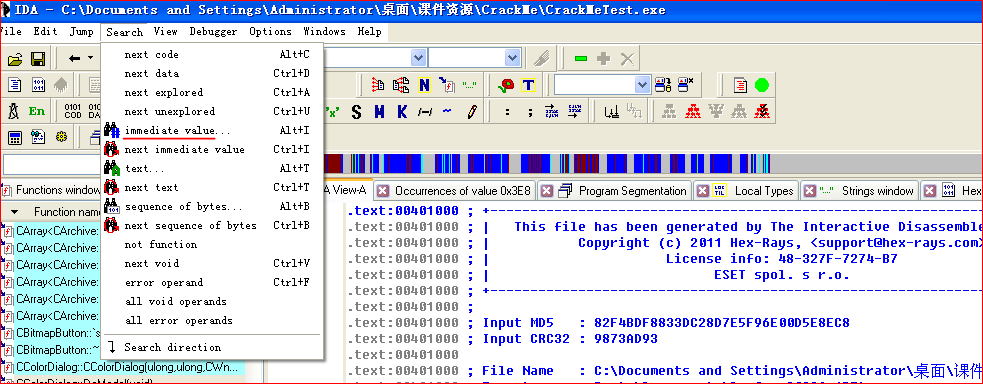 IDA - C:\Documents and Settings\Administrator\桌面\课件资源\CrackMe\CrackMeTest.exe
File Edit Jump Search View Debugger Options Windows Help
next code Alt+C
next data Ctrl+D
next explored Ctrl+A
next unexplored Ctrl+U
immediate value... Alt+I
next immediate value Ctrl+I
text... Alt+T
next text Ctrl+T
sequence of bytes... Alt+B
next sequence of bytes Ctrl+B
not function
next void Ctrl+V
error operand Ctrl+F
all void operands
all error operands
Search direction
En
Functions window
Function name
CArray<CArchive:
CArray<CArchive:
CArray<CArchive:
CArray<CArchive:
CArray<CArchive:
CArray<CArchive:
CBitmapButton::`s
CBitmapButton::~
CColorDialog::CColorDialog(ulong,ulong,CWn...
A View-A Occurrences of value 0x3E8 Program Segmentation Local Types Strings window Hex
.text:00401000 ; +-------------------------------------------------
.text:00401000 ; | This file has been generated by The Interactive Disassemb
.text:00401000 ; | Copyright (c) 2011 Hex-Rays, <support@hex-rays.com>
.text:00401000 ; | License info: 48-327F-7274-B7
.text:00401000 ; | ESET spol. s r.o.
.text:00401000 ; +-------------------------------------------------
.text:00401000 ;
.text:00401000 ; Input MD5 : 82F4BDF8833DC28D7E5F96E00D5E8EC8
.text:00401000 ; Input CRC32 : 9873AD93
.text:00401000
.text:00401000 ; File Name : C:\Documents and Settings\Administrator\桌面\课件